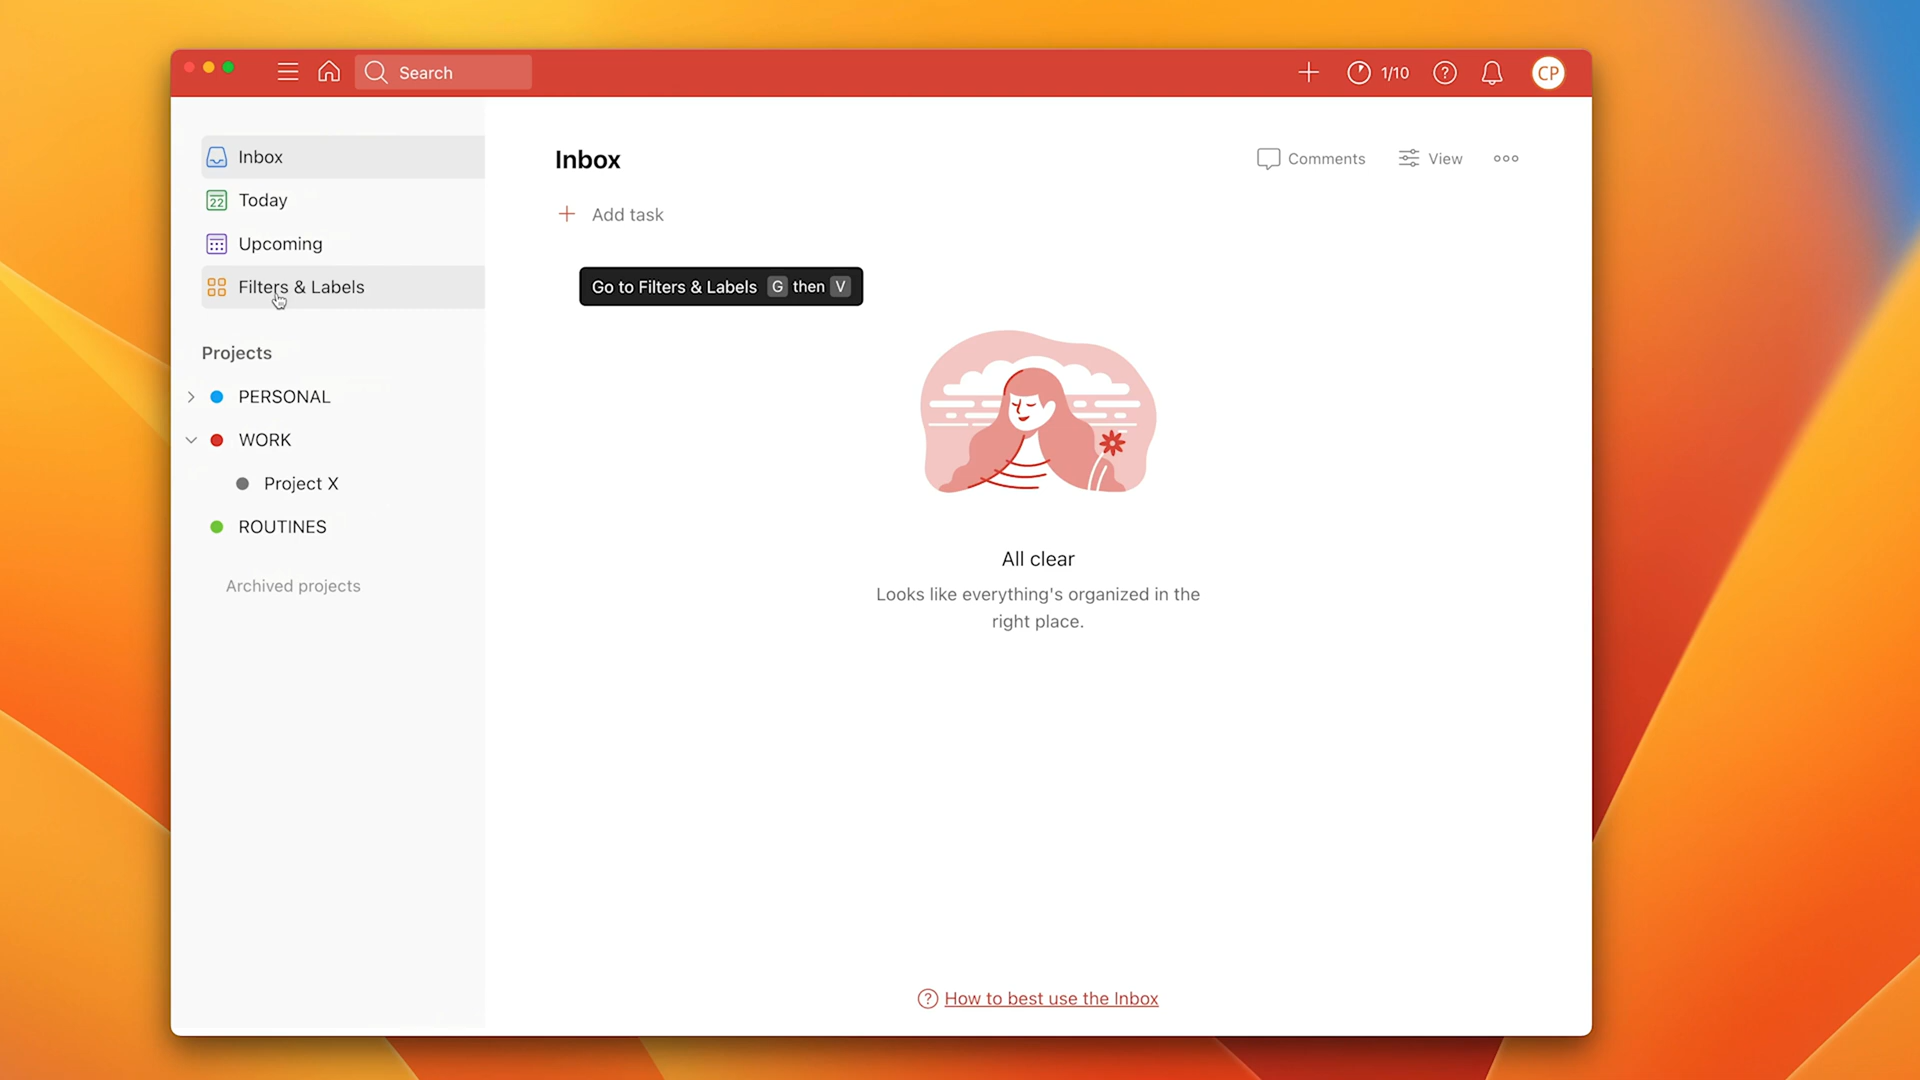 Search
1/10
CP
Inbox
22
Today
Upcoming
Filters & Labels
Projects
PERSONAL
WORK
Project X
ROUTINES
Archived projects
Inbox
Comments
View
Add task
Go to Filters & Labels G then V
All clear
Looks like everything's organized in the
right place.
How to best use the Inbox